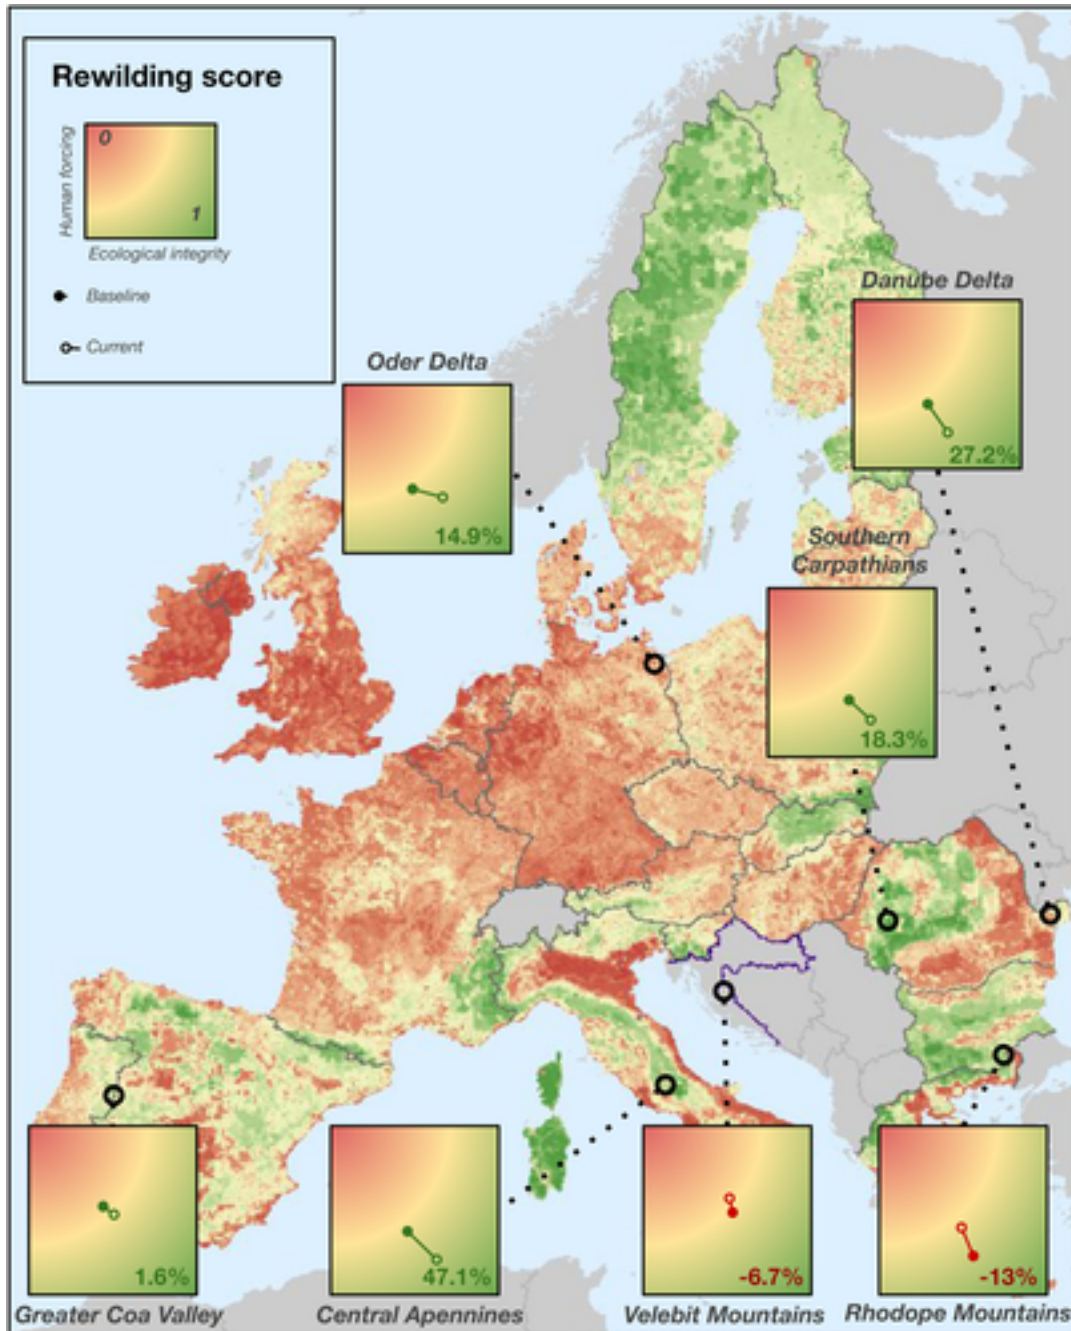 Rewilding score
0
Human forcing
1
Ecological integrity
Baseline
Current
Danube Delta
27.2%
Oder Delta
14.9%
Southern
Carpathians
18.3%
1.6%
Greater Coa Valley
47.1%
Central Apennines
-6.7%
Velebit Mountains
-13%
Rhodope Mountains